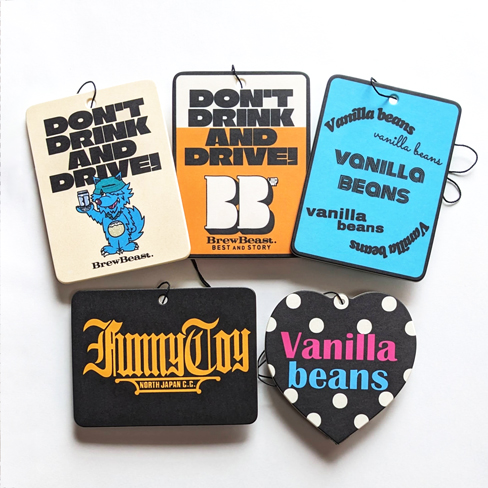 DON'T
DRINK
AND
DRIVE!
BrewBeast.
DON'T
DRINK
AND
DRIVE!
BB
BrewBeast.
BEST AND STORY
Vanilla beans
vanilla beans
VANILLA
BEANS
vanilla
beans
Vanilla beans
FunnyToy
NORTH JAPAN C.C.
Vanilla
beans